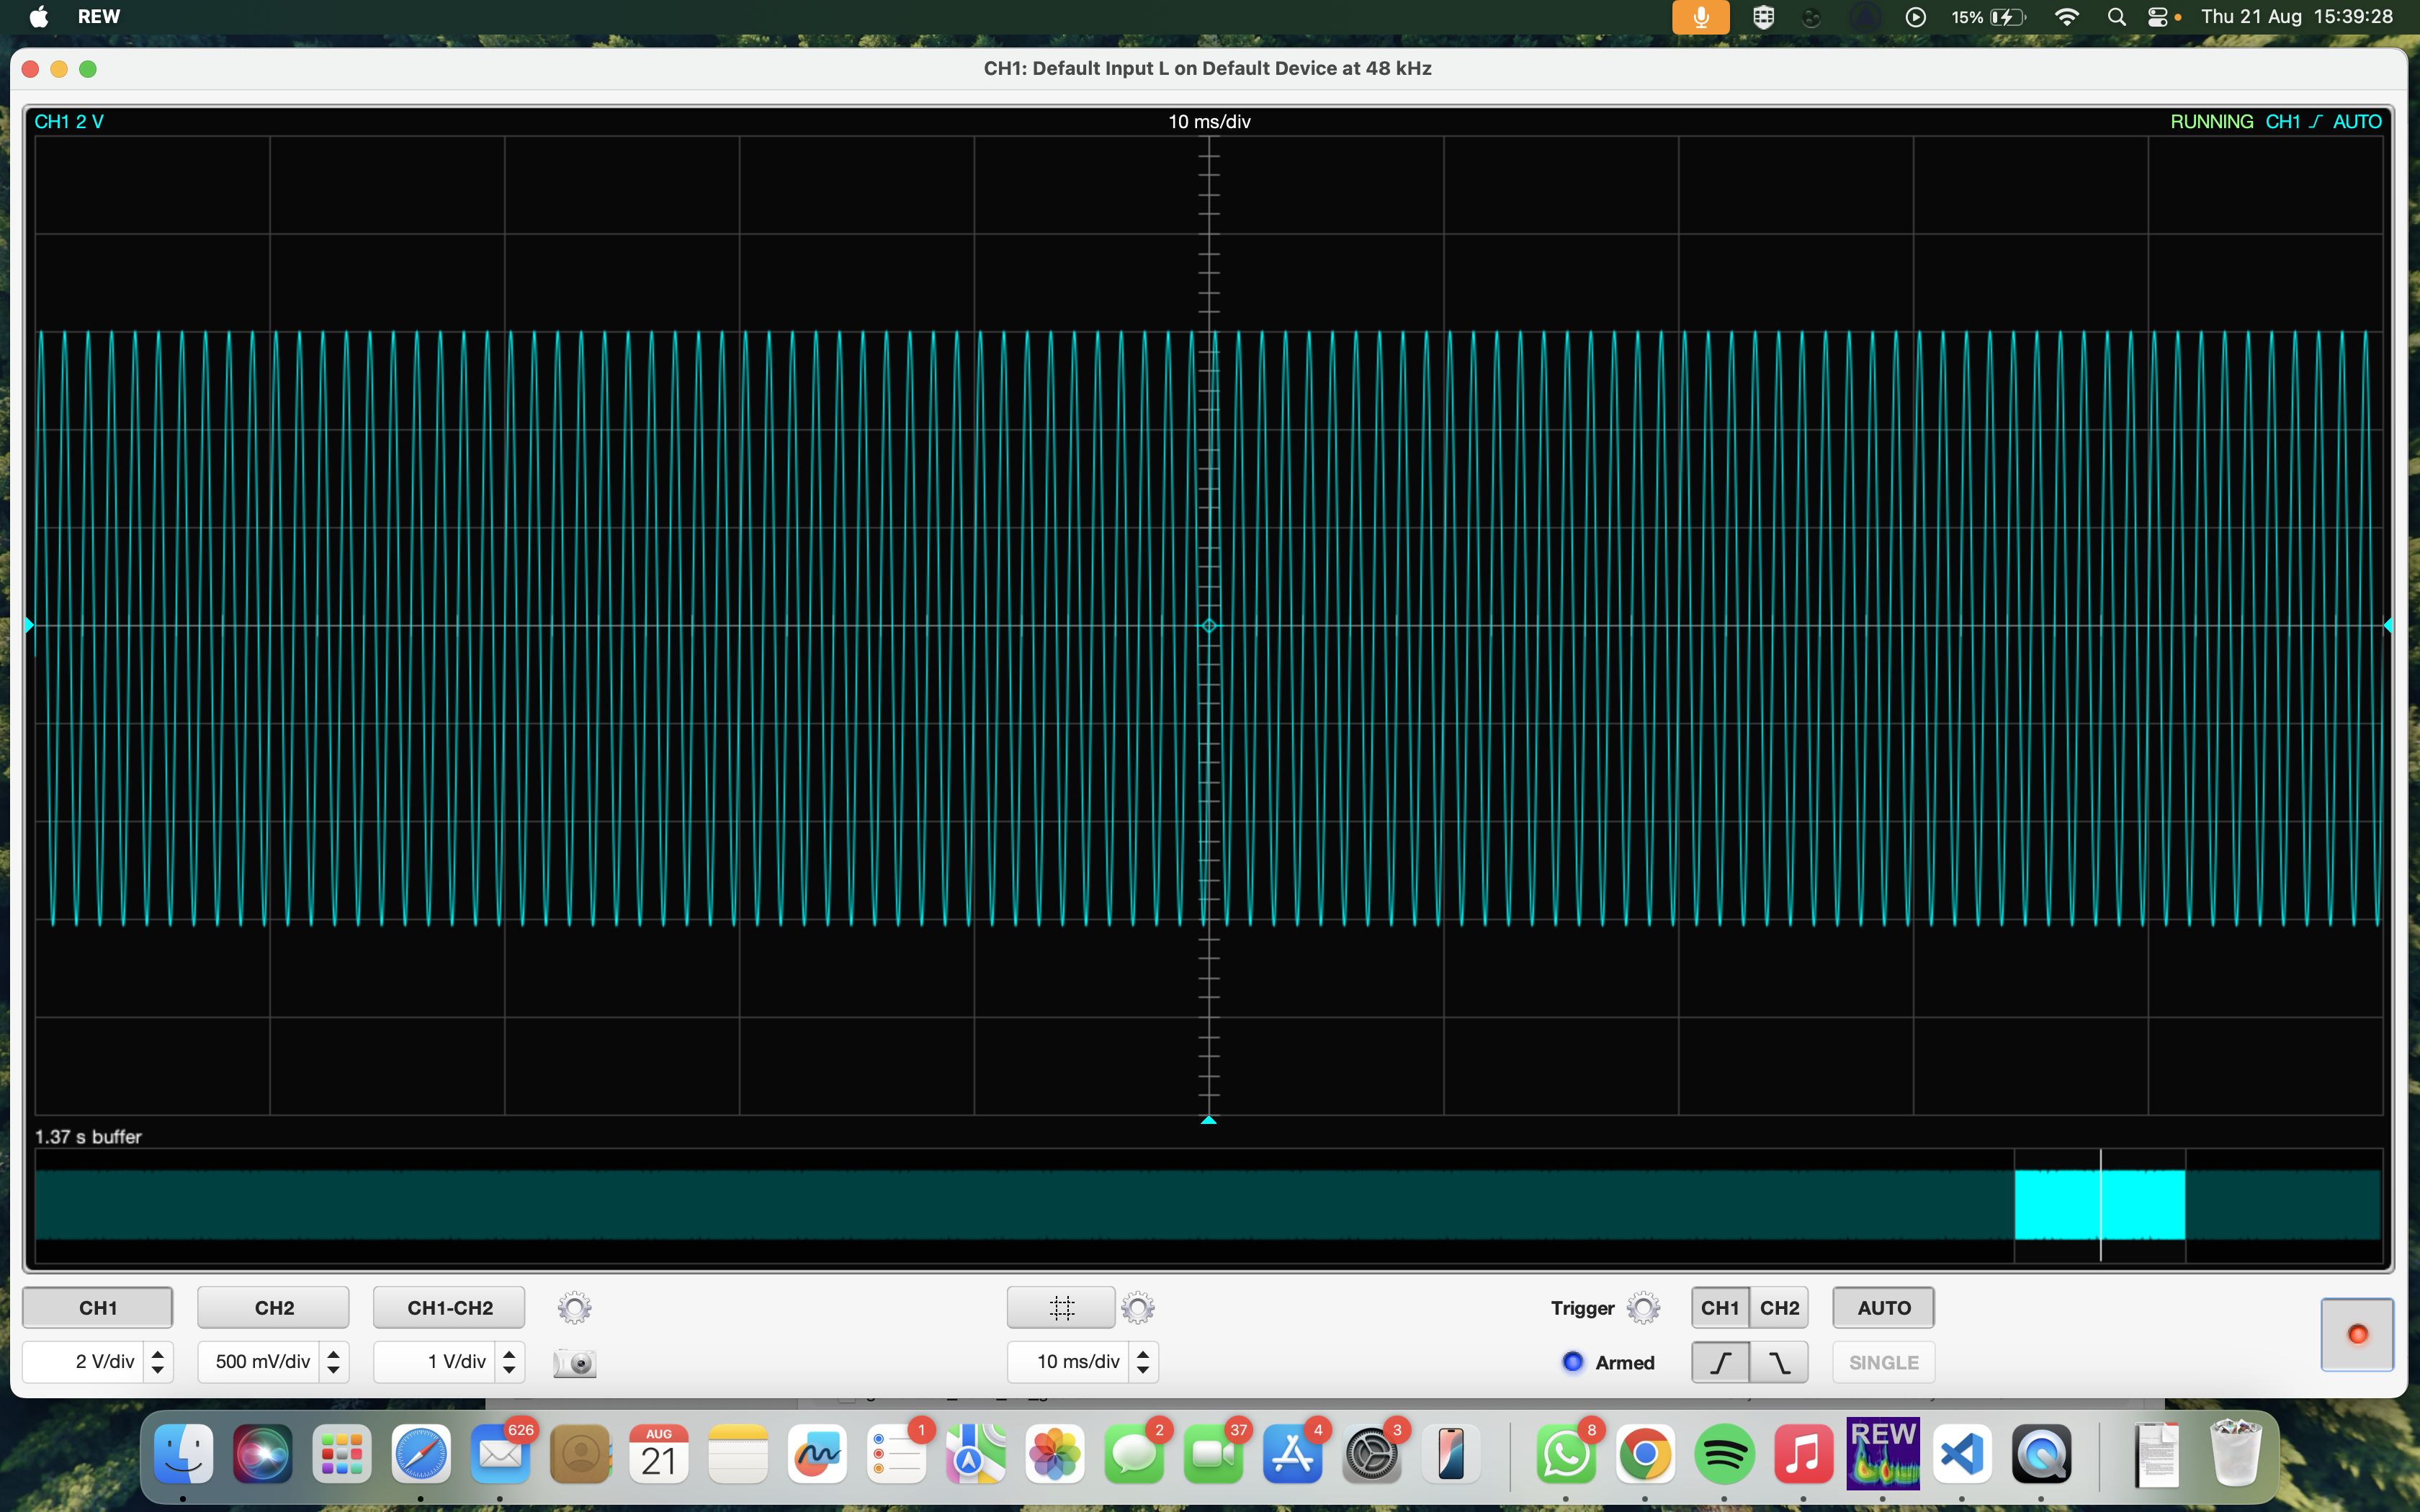 REW
15%
Thu 21 Aug 15:39:28
CH1: Default Input L on Default Device at 48 kHz
CH1 2 V
10 ms/div
RUNNING CH1 AUTO
1.37 s buffer
CH1
CH2
CH1-CH2
Trigger
CH1
CH2
AUTO
2 V/div
500 mV/div
1 V/div
10 ms/div
Armed
SINGLE
626
AUG
21
1
2
37
4
3
8
REW